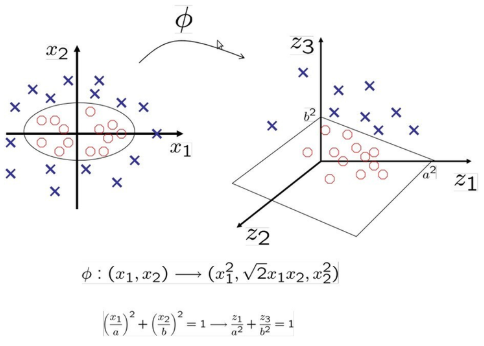 ϕ
x₂
x₁
z₃
b²
a²
z₁
z₂
ϕ : (x₁, x₂) ⟶ (x₁², √2x₁x₂, x₂²)
(x₁/a)² + (x₂/b)² = 1 ⟶ z₁/a² + z₃/b² = 1